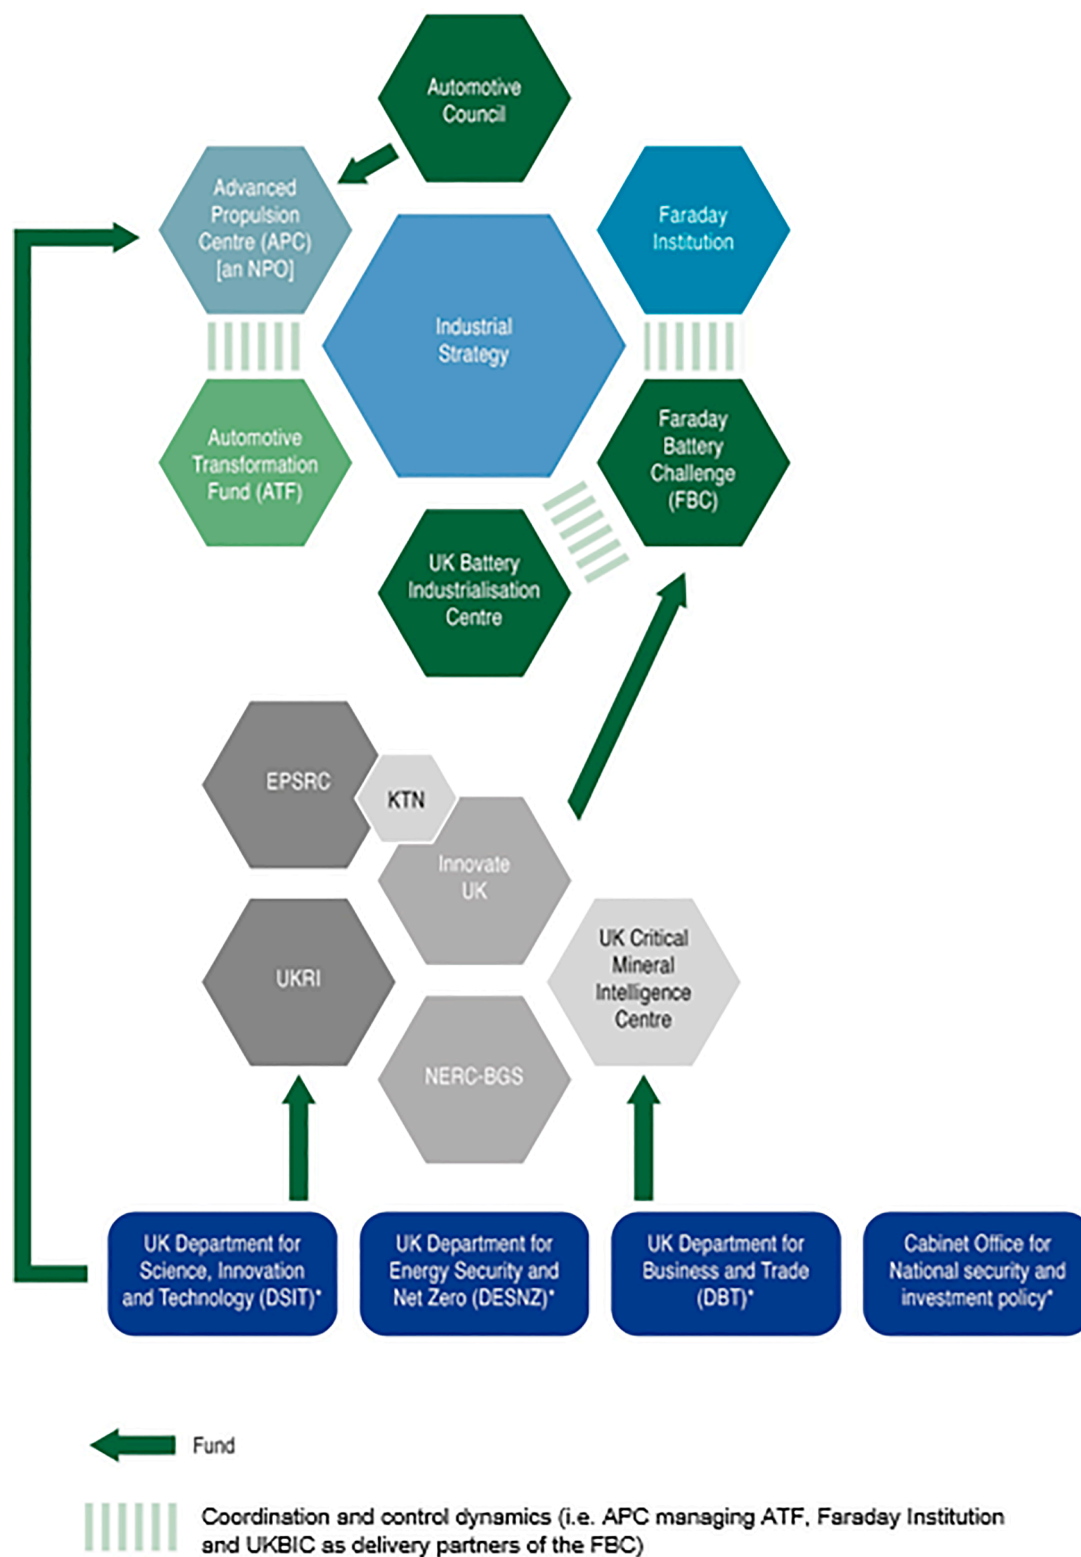 Automotive
Council
Advanced
Propulsion
Centre (APC)
[an NPO]
Faraday
Institution
Industrial
Strategy
Automotive
Transformation
Fund (ATF)
Faraday
Battery
Challenge
(FBC)
UK Battery
Industrialisation
Centre
EPSRC
KTN
Innovate
UK
UKRI
UK Critical
Mineral
Intelligence
Centre
NERC-BGS
UK Department for
Science, Innovation
and Technology (DSIT)*
UK Department for
Energy Security and
Net Zero (DESNZ)*
UK Department for
Business and Trade
(DBT)*
Cabinet Office for
National security and
investment policy*
Fund
Coordination and control dynamics (i.e. APC managing ATF, Faraday Institution
and UKBIC as delivery partners of the FBC)